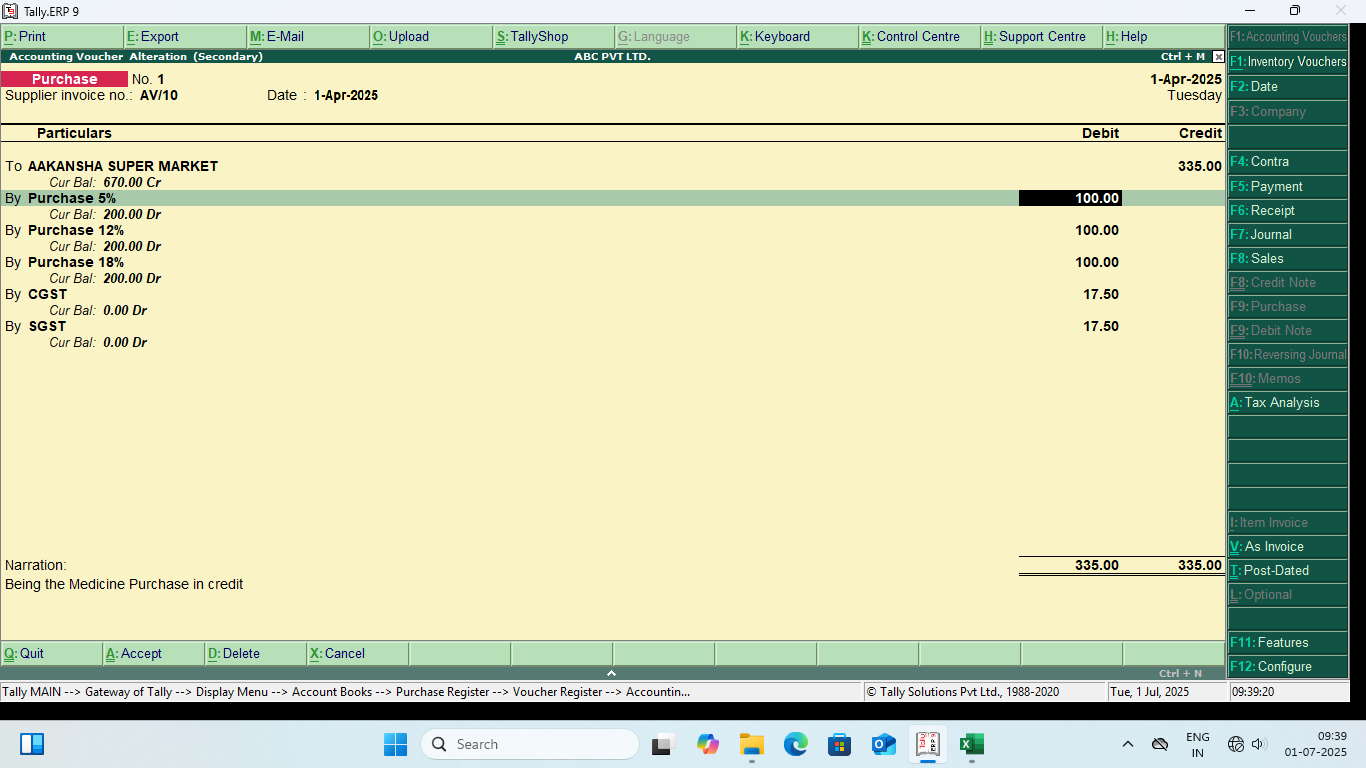 Tally.ERP 9
P: Print E: Export M: E-Mail O: Upload S: TallyShop G: Language K: Keyboard K: Control Centre H: Support Centre H: Help
Accounting Voucher Alteration (Secondary) ABC PVT LTD. Ctrl + M
Purchase No. 1 1-Apr-2025
Supplier invoice no.: AV/10 Date : 1-Apr-2025 Tuesday
Particulars Debit Credit
To AAKANSHA SUPER MARKET 335.00
Cur Bal: 670.00 Cr
By Purchase 5% 100.00
Cur Bal: 200.00 Dr
By Purchase 12% 100.00
Cur Bal: 200.00 Dr
By Purchase 18% 100.00
Cur Bal: 200.00 Dr
By CGST 17.50
Cur Bal: 0.00 Dr
By SGST 17.50
Cur Bal: 0.00 Dr
Narration: 335.00 335.00
Being the Medicine Purchase in credit
Q: Quit A: Accept D: Delete X: Cancel
Ctrl + N
F1: Accounting Vouchers
F1: Inventory Vouchers
F2: Date
F3: Company
F4: Contra
F5: Payment
F6: Receipt
F7: Journal
F8: Sales
F8: Credit Note
F9: Purchase
F9: Debit Note
F10: Reversing Journal
F10: Memos
A: Tax Analysis
I: Item Invoice
V: As Invoice
T: Post-Dated
L: Optional
F11: Features
F12: Configure
Tally MAIN --> Gateway of Tally --> Display Menu --> Account Books --> Purchase Register --> Voucher Register --> Accountin... © Tally Solutions Pvt Ltd., 1988-2020 Tue, 1 Jul, 2025 09:39:20
Search
Tally
ERP 9
ENG
IN
09:39
01-07-2025